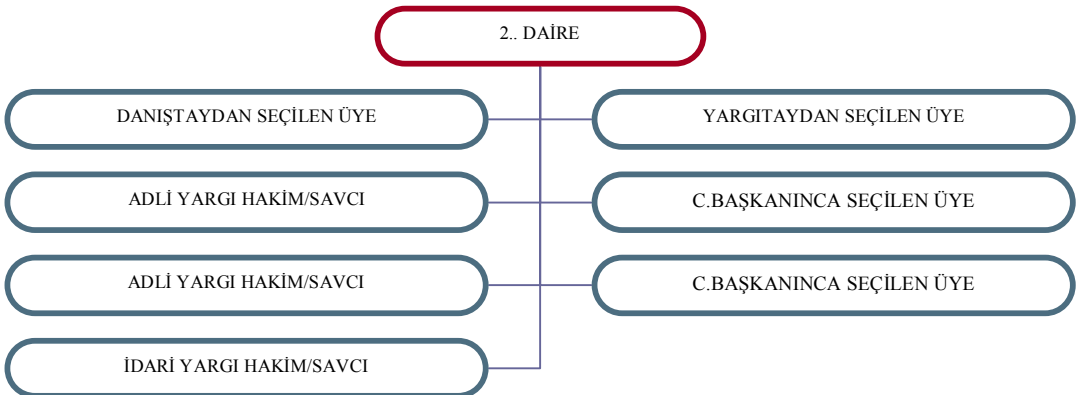 2.. DAİRE
DANIŞTAYDAN SEÇİLEN ÜYE
YARGITAYDAN SEÇİLEN ÜYE
ADLİ YARGI HAKİM/SAVCI
C.BAŞKANINCA SEÇİLEN ÜYE
ADLİ YARGI HAKİM/SAVCI
C.BAŞKANINCA SEÇİLEN ÜYE
İDARİ YARGI HAKİM/SAVCI